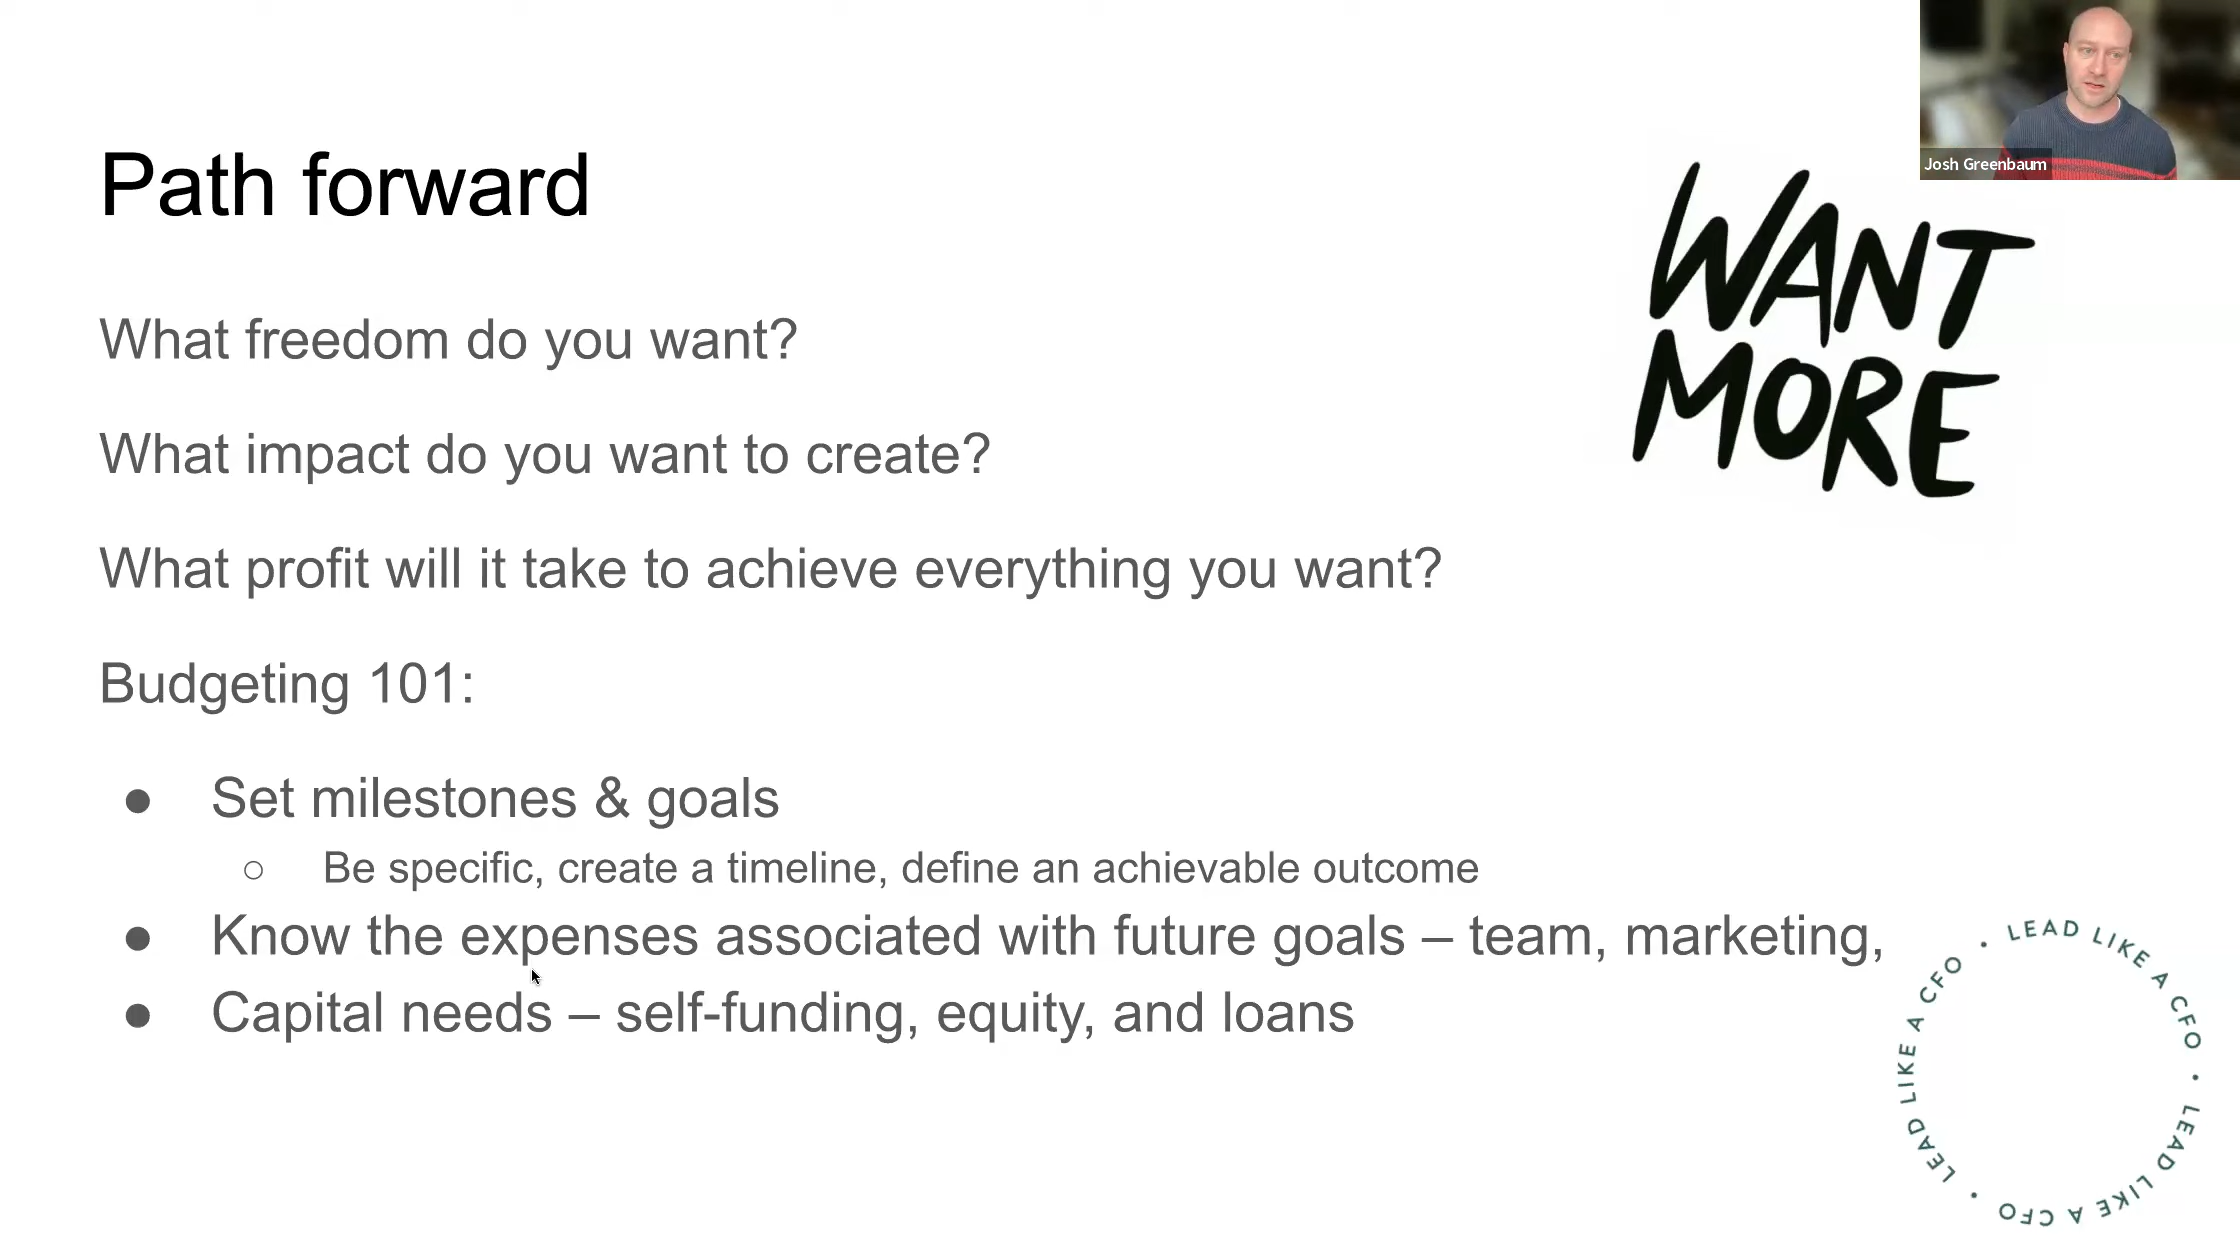 Path forward
What freedom do you want?
What impact do you want to create?
What profit will it take to achieve everything you want?
Budgeting 101:
● Set milestones & goals
○ Be specific, create a timeline, define an achievable outcome
● Know the expenses associated with future goals – team, marketing,
● Capital needs – self-funding, equity, and loans
Josh Greenbaum
WANT
MORE
LEAD LIKE A CFO • LEAD LIKE A CFO • LEAD LIKE A CFO •